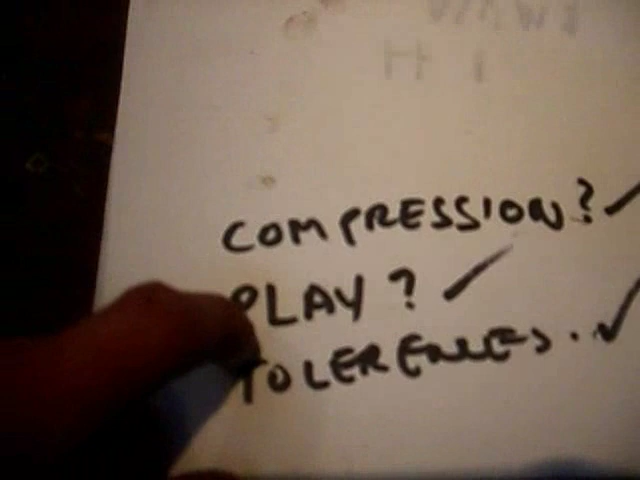 COMPRESSION? ✓
PLAY? ✓
TOLERENCES. ✓